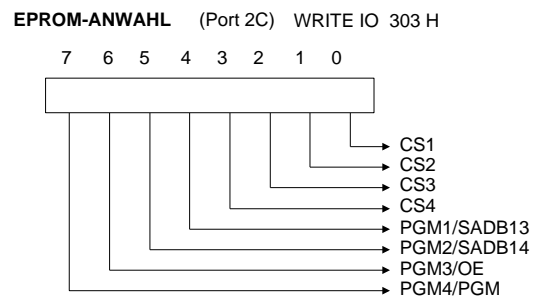 EPROM-ANWAHL (Port 2C) WRITE IO 303 H
7 6 5 4 3 2 1 0
CS1
CS2
CS3
CS4
PGM1/SADB13
PGM2/SADB14
PGM3/OE
PGM4/PGM